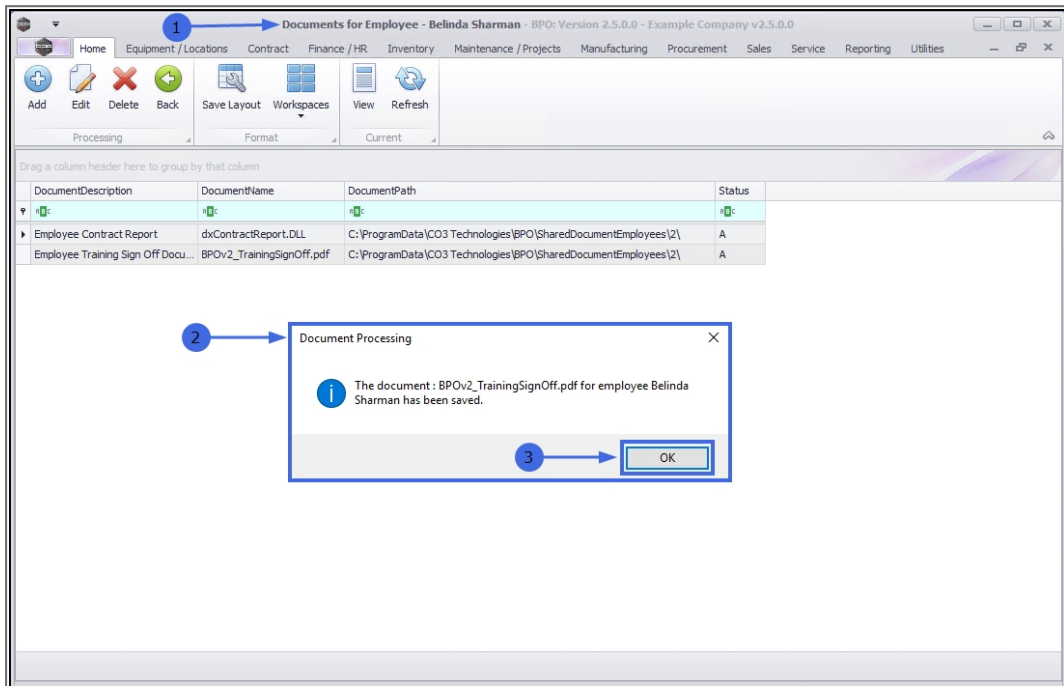 1
Documents for Employee - Belinda Sharman - BPO: Version 2.5.0.0 - Example Company v2.5.0.0
Home Equipment / Locations Contract Finance / HR Inventory Maintenance / Projects Manufacturing Procurement Sales Service Reporting Utilities
Add Edit Delete Back Save Layout Workspaces View Refresh
Processing Format Current
Drag a column header here to group by that column
DocumentDescription DocumentName DocumentPath Status
ABC ABC ABC ABC
Employee Contract Report dxContractReport.DLL C:\ProgramData\CO3 Technologies\BPO\SharedDocumentEmployees\2\ A
Employee Training Sign Off Docu... BPOv2_TrainingSignOff.pdf C:\ProgramData\CO3 Technologies\BPO\SharedDocumentEmployees\2\ A
2
Document Processing
The document : BPOv2_TrainingSignOff.pdf for employee Belinda
Sharman has been saved.
3
OK